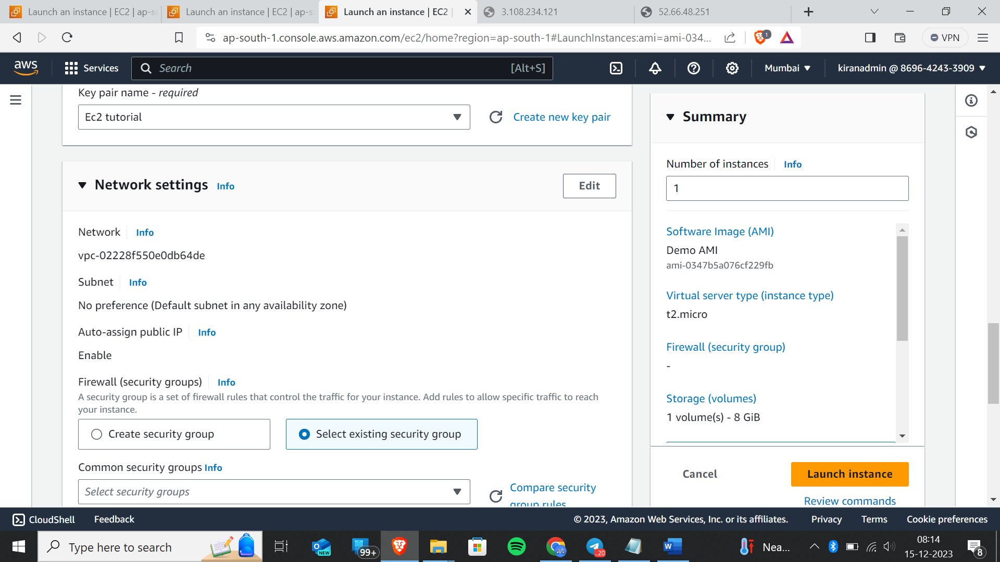 Launch an instance | EC2 | ap-so
Launch an instance | EC2 | ap-so
Launch an instance | EC2 |
3.108.234.121
52.66.48.251
ap-south-1.console.aws.amazon.com/ec2/home?region=ap-south-1#LaunchInstances:ami=ami-034...
1
VPN
aws
Services
Search
[Alt+S]
Mumbai
kiranadmin @ 8696-4243-3909
Key pair name - required
Ec2 tutorial
Create new key pair
Network settings Info
Edit
Network Info
vpc-02228f550e0db64de
Subnet Info
No preference (Default subnet in any availability zone)
Auto-assign public IP Info
Enable
Firewall (security groups) Info
A security group is a set of firewall rules that control the traffic for your instance. Add rules to allow specific traffic to reach
your instance.
Create security group
Select existing security group
Common security groups Info
Select security groups
Compare security
group rules
Summary
Number of instances Info
1
Software Image (AMI)
Demo AMI
ami-0347b5a076cf229fb
Virtual server type (instance type)
t2.micro
Firewall (security group)
-
Storage (volumes)
1 volume(s) - 8 GiB
Cancel
Launch instance
Review commands
CloudShell
Feedback
© 2023, Amazon Web Services, Inc. or its affiliates.
Privacy
Terms
Cookie preferences
Type here to search
NEW
99+
..20
W
Nea...
08:14
15-12-2023
8